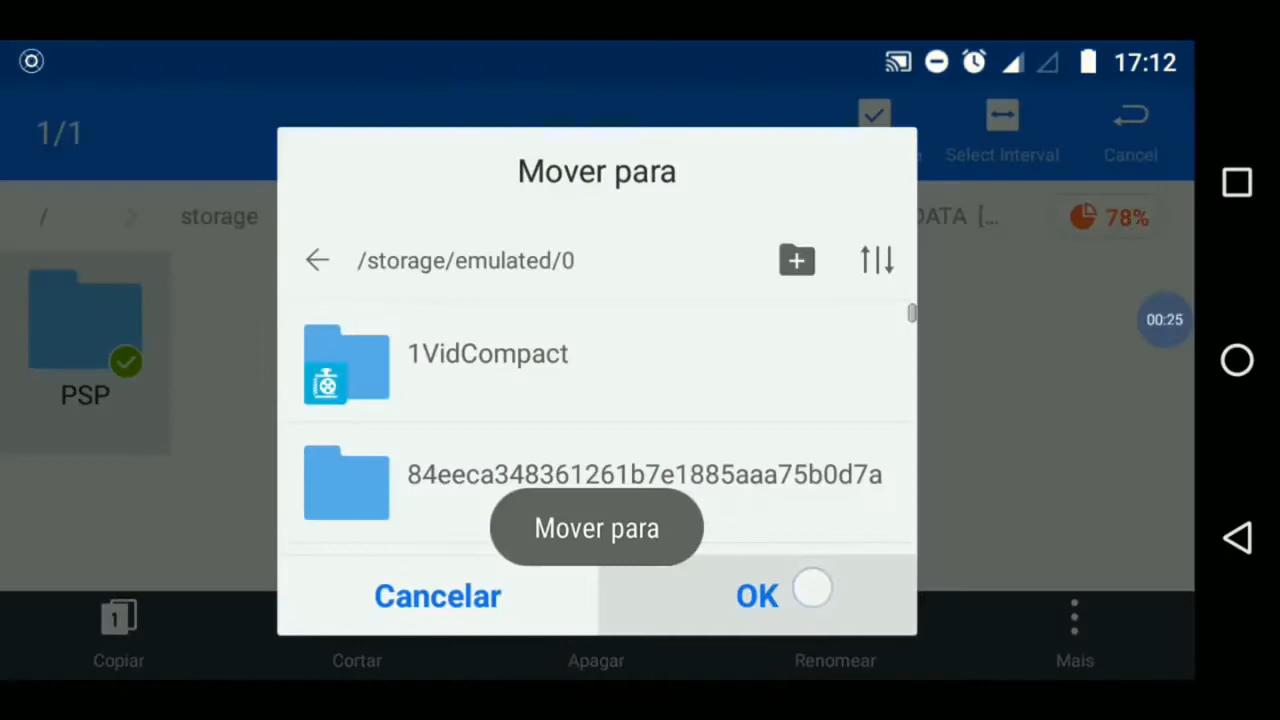 17:12
1/1
Select Interval
Cancel
/
storage
DATA [...
78%
PSP
Mover para
/storage/emulated/0
1VidCompact
84eeca348361261b7e1885aaa75b0d7a
Mover para
Cancelar
OK
00:25
1
Copiar
Cortar
Apagar
Renomear
Mais